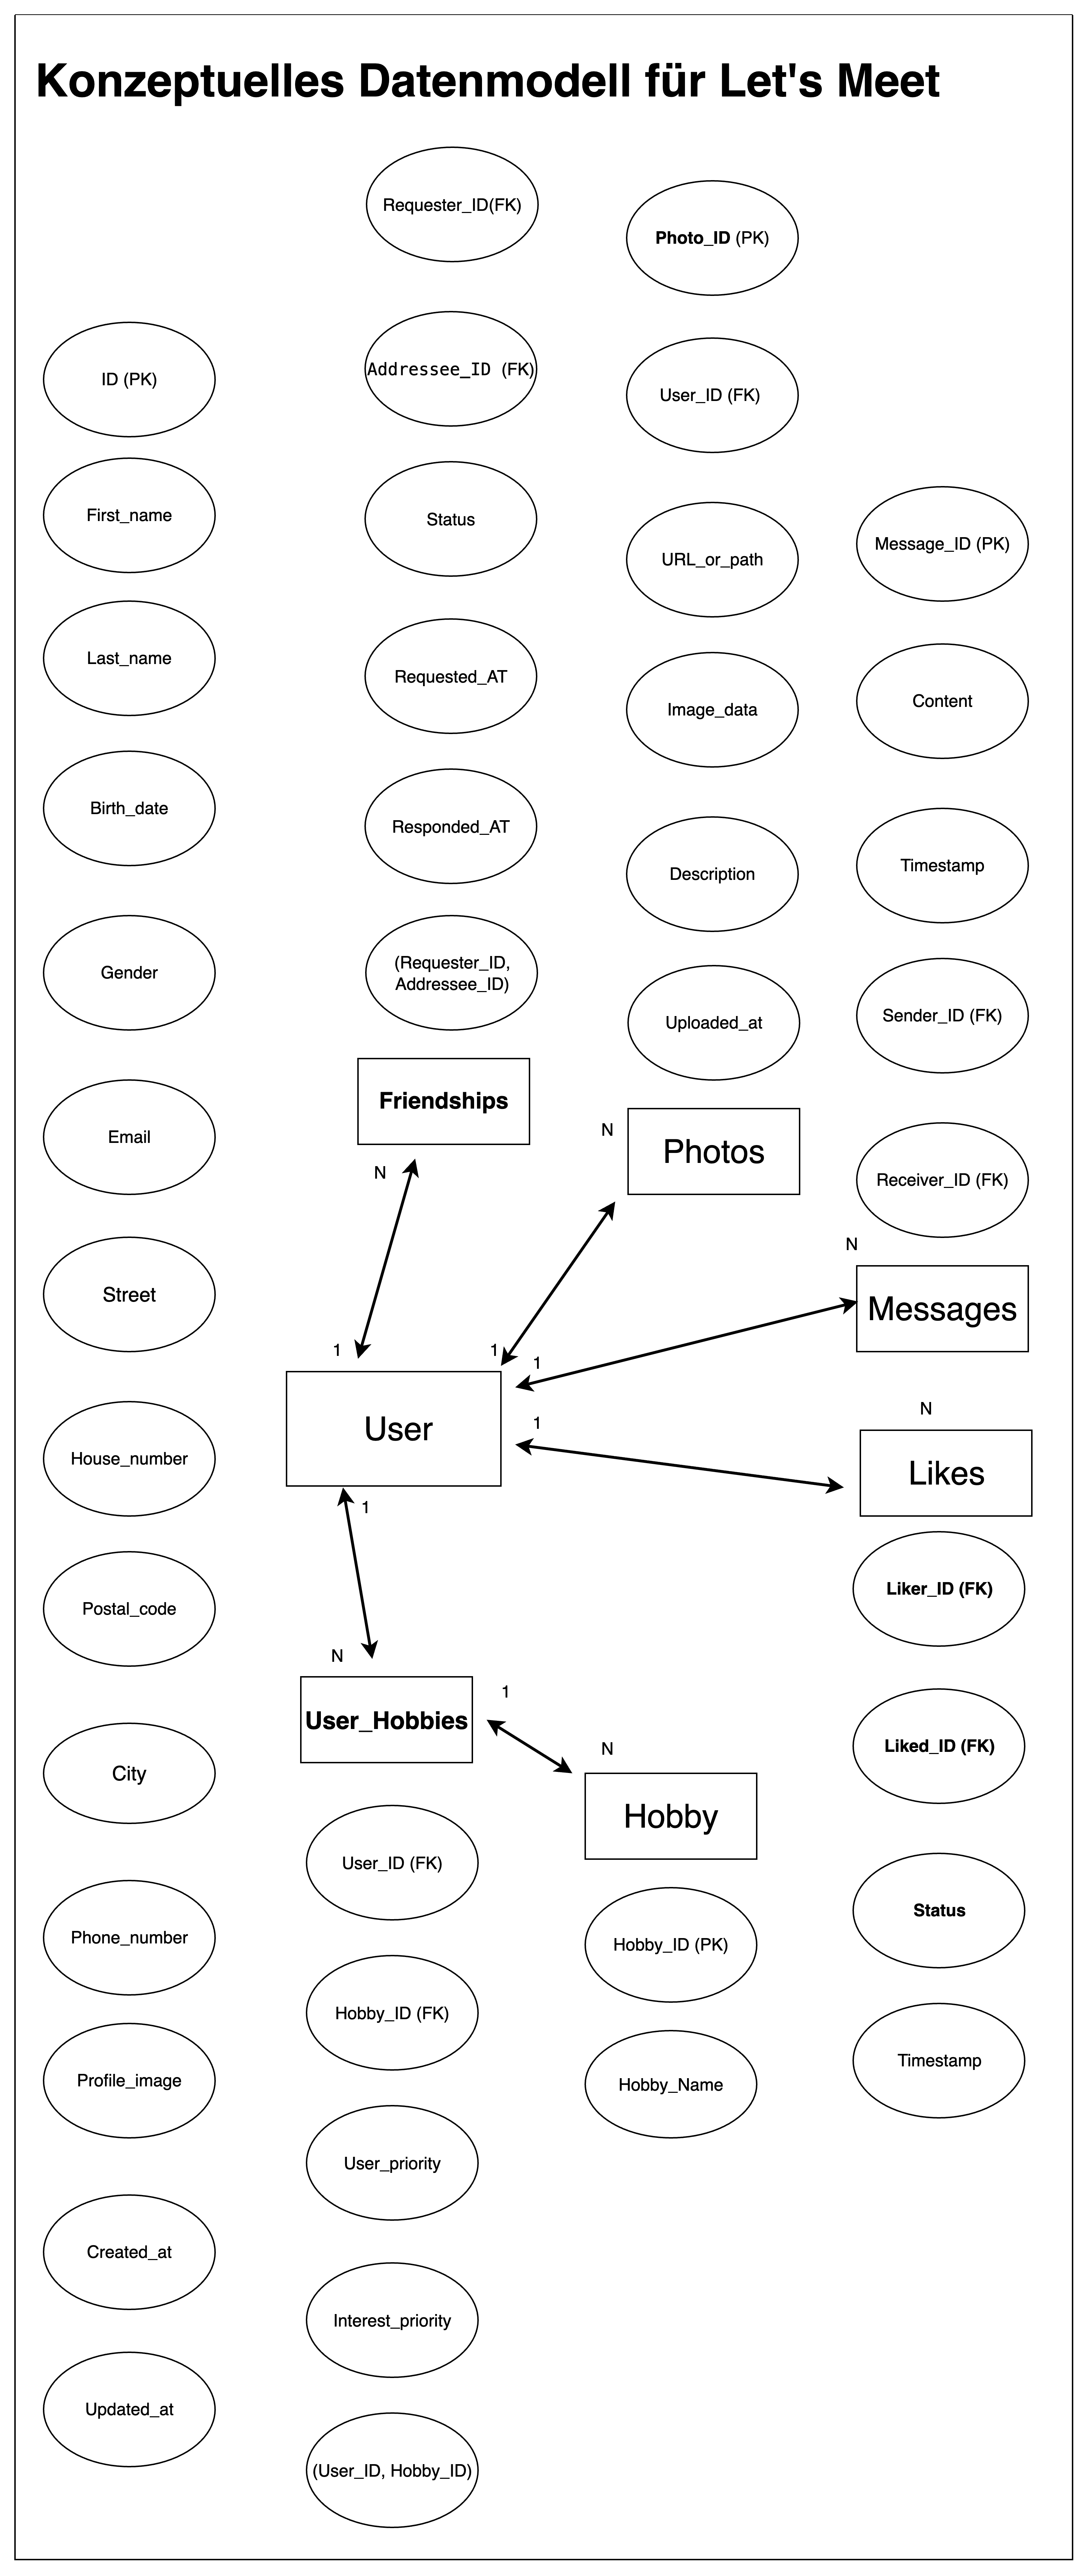 Konzeptuelles Datenmodell für Let's Meet
ID (PK)
First_name
Last_name
Birth_date
Gender
Email
Street
House_number
Postal_code
City
Phone_number
Profile_image
Created_at
Updated_at
Requester_ID(FK)
Addressee_ID (FK)
Status
Requested_AT
Responded_AT
(Requester_ID,
Addressee_ID)
Friendships
N
1
Photo_ID (PK)
User_ID (FK)
URL_or_path
Image_data
Description
Uploaded_at
N
Photos
1
Message_ID (PK)
Content
Timestamp
Sender_ID (FK)
Receiver_ID (FK)
N
Messages
1
User
1
N
Likes
Liker_ID (FK)
Liked_ID (FK)
Status
Timestamp
1
N
User_Hobbies
1
User_ID (FK)
Hobby_ID (FK)
User_priority
Interest_priority
(User_ID, Hobby_ID)
N
Hobby
Hobby_ID (PK)
Hobby_Name